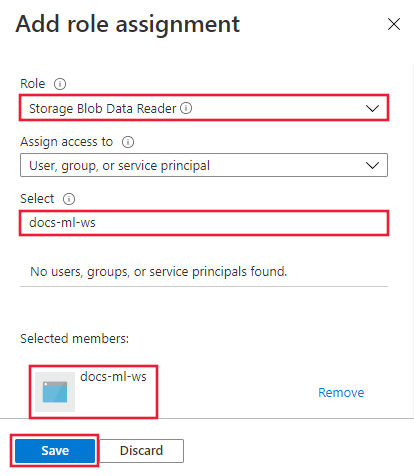 Add role assignment
Role
Storage Blob Data Reader
Assign access to
User, group, or service principal
Select
docs-ml-ws
No users, groups, or service principals found.
Selected members:
docs-ml-ws
Remove
Save
Discard